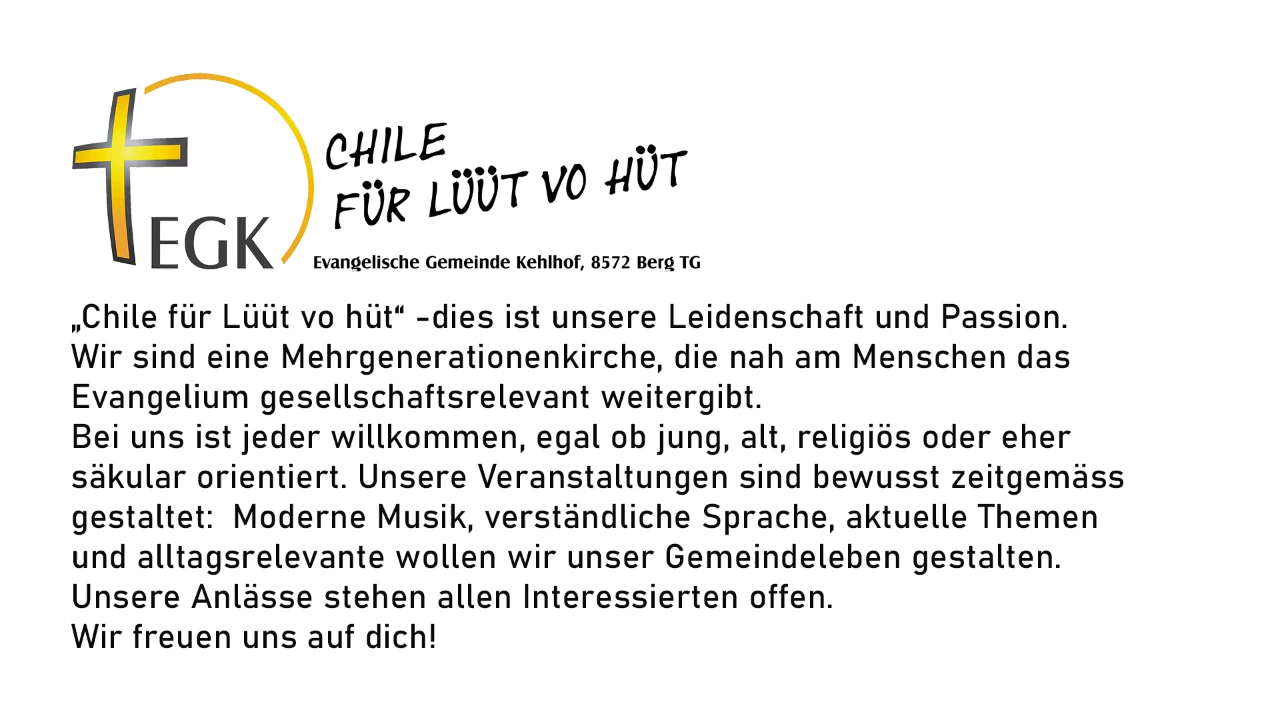 CHILE
FÜR LÜÜT VO HÜT
EGK
Evangelische Gemeinde Kehlhof, 8572 Berg TG
„Chile für Lüüt vo hüt“ -dies ist unsere Leidenschaft und Passion.
Wir sind eine Mehrgenerationenkirche, die nah am Menschen das
Evangelium gesellschaftsrelevant weitergibt.
Bei uns ist jeder willkommen, egal ob jung, alt, religiös oder eher
säkular orientiert. Unsere Veranstaltungen sind bewusst zeitgemäss
gestaltet:  Moderne Musik, verständliche Sprache, aktuelle Themen
und alltagsrelevante wollen wir unser Gemeindeleben gestalten.
Unsere Anlässe stehen allen Interessierten offen.
Wir freuen uns auf dich!